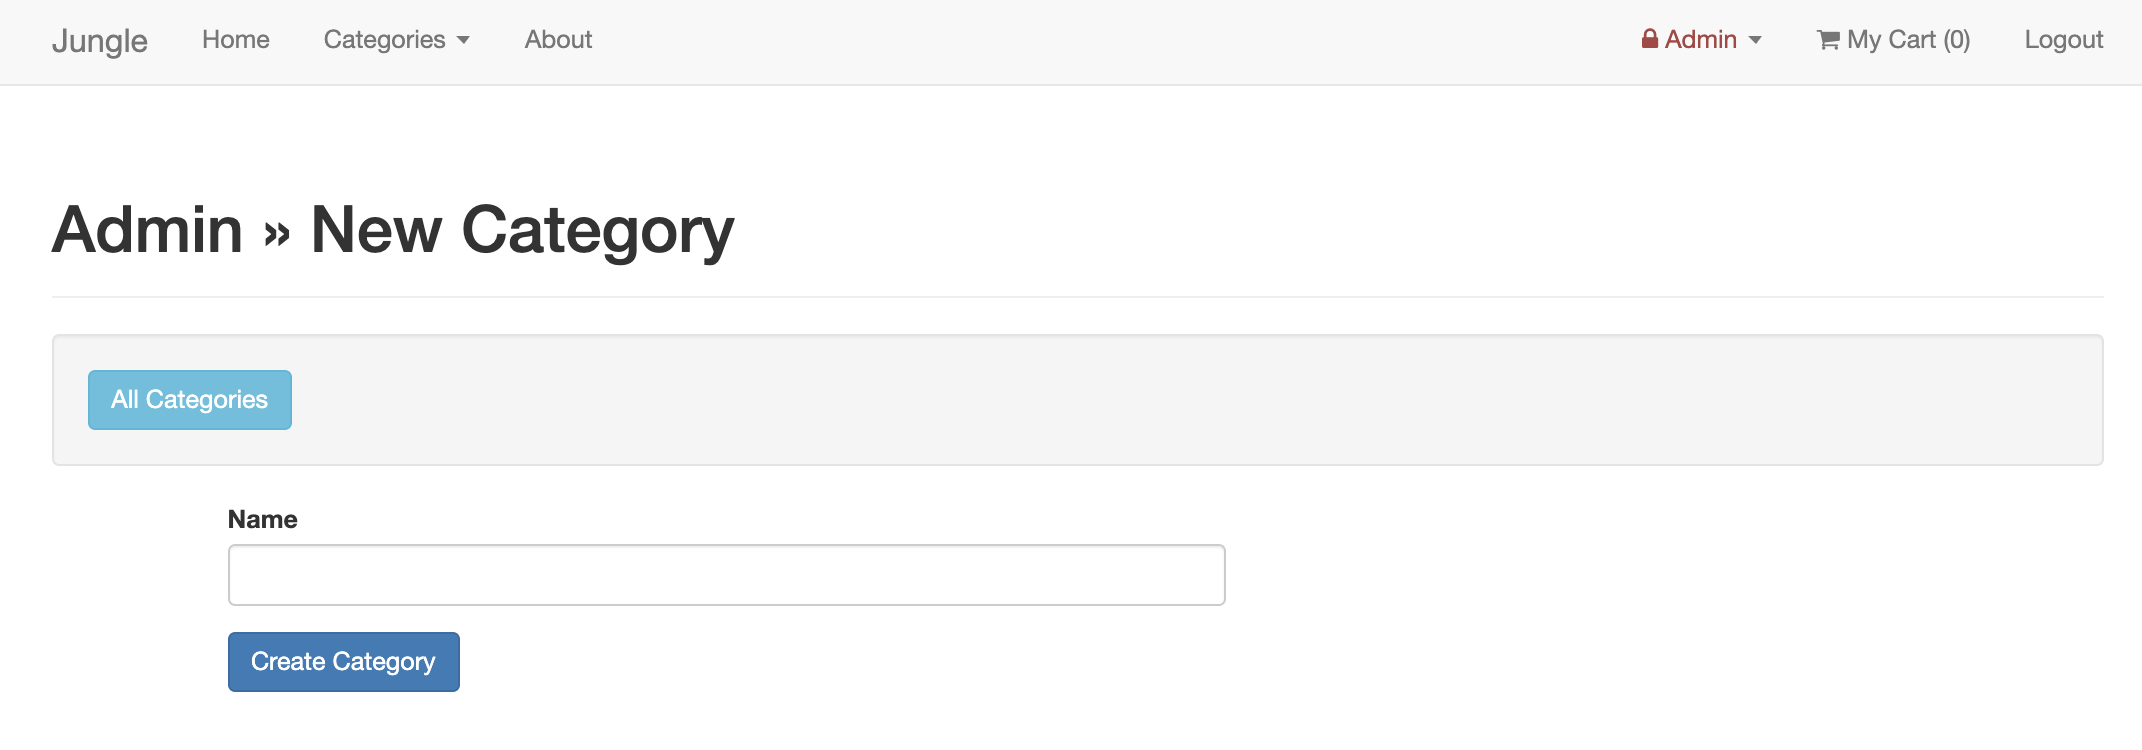 Jungle Home Categories About Admin My Cart (0) Logout
Admin » New Category
All Categories
Name
Create Category